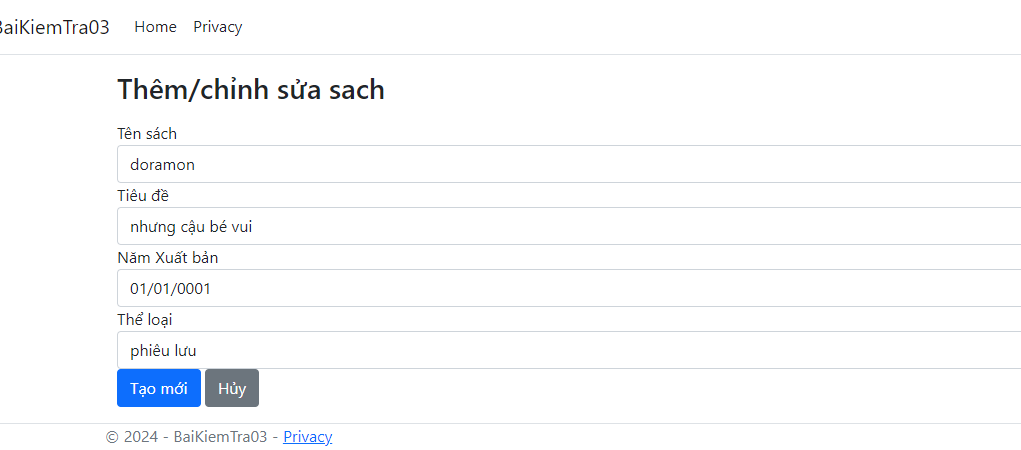 BaiKiemTra03 Home Privacy
Thêm/chỉnh sửa sach
Tên sách
doramon
Tiêu đề
nhưng cậu bé vui
Năm Xuất bản
01/01/0001
Thể loại
phiêu lưu
Tạo mới Hủy
© 2024 - BaiKiemTra03 - Privacy